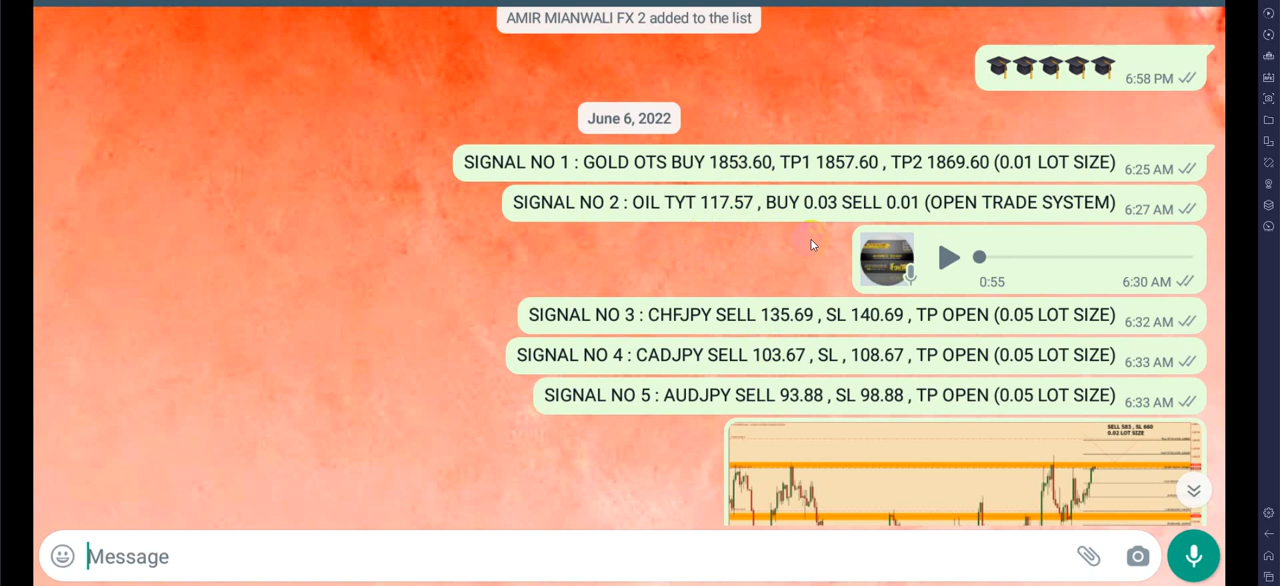 AMIR MIANWALI FX 2 added to the list
6:58 PM
June 6, 2022
SIGNAL NO 1 : GOLD OTS BUY 1853.60, TP1 1857.60 , TP2 1869.60 (0.01 LOT SIZE) 6:25 AM
SIGNAL NO 2 : OIL TYT 117.57 , BUY 0.03 SELL 0.01 (OPEN TRADE SYSTEM) 6:27 AM
0:55 6:30 AM
SIGNAL NO 3 : CHFJPY SELL 135.69 , SL 140.69 , TP OPEN (0.05 LOT SIZE) 6:32 AM
SIGNAL NO 4 : CADJPY SELL 103.67 , SL , 108.67 , TP OPEN (0.05 LOT SIZE) 6:33 AM
SIGNAL NO 5 : AUDJPY SELL 93.88 , SL 98.88 , TP OPEN (0.05 LOT SIZE) 6:33 AM
SELL 583 , SL 660
0.02 LOT SIZE
Message